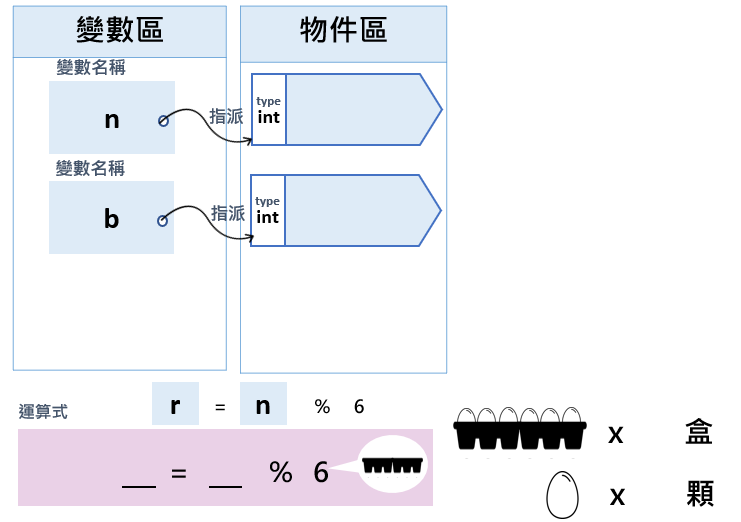 變數區
物件區
變數名稱
n
指派
type
int
變數名稱
b
指派
type
int
運算式
r = n % 6
__ = __ % 6
x 盒
x 顆